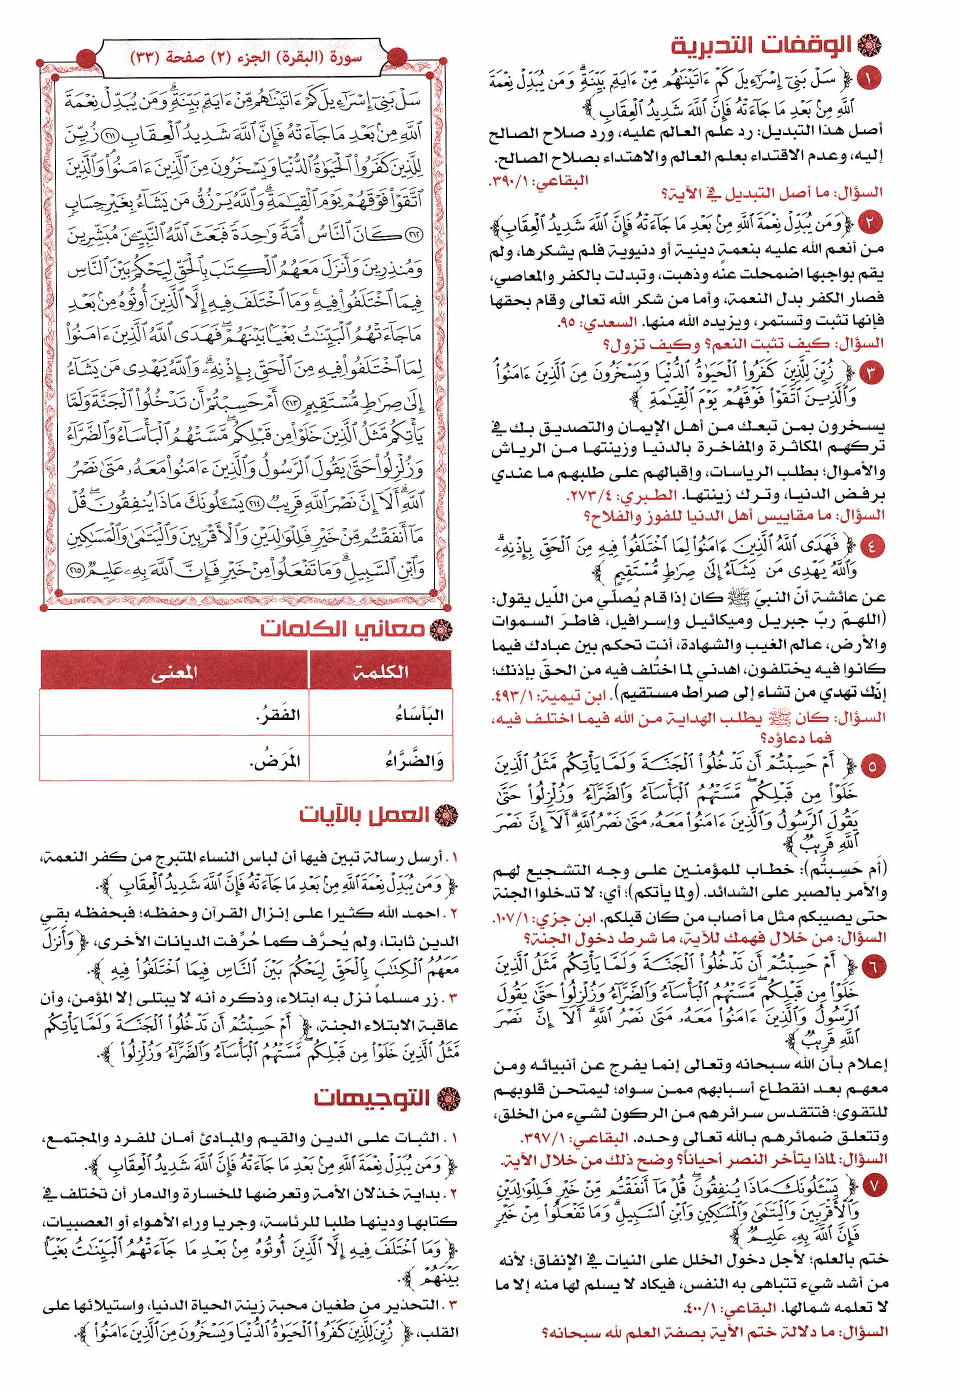 الوقفات التدبرية
١ ﴿ سَلْ بَنِىٓ إِسْرَٰٓءِيلَ كَمْ ءَاتَيْنَٰهُم مِّنْ ءَايَةٍۭ بَيِّنَةٍ ۗ وَمَن يُبَدِّلْ نِعْمَةَ
ٱللَّهِ مِنۢ بَعْدِ مَا جَآءَتْهُ فَإِنَّ ٱللَّهَ شَدِيدُ ٱلْعِقَابِ ﴾
أصل هذا التبديل: رد علم العالم عليه، ورد صلاح الصالح
إليه، وعدم الاقتداء بعلم العالم والاهتداء بصلاح الصالح.
البقاعي: ٣٩٠/١.
السؤال: ما أصل التبديل في الآية؟
٢ ﴿وَمَن يُبَدِّلْ نِعْمَةَ ٱللَّهِ مِنۢ بَعْدِ مَا جَآءَتْهُ فَإِنَّ ٱللَّهَ شَدِيدُ ٱلْعِقَابِ﴾
من أنعم الله عليه بنعمة دينية أو دنيوية فلم يشكرها، ولم
يقم بواجبها اضمحلت عنه وذهبت، وتبدلت بالكفر والمعاصي،
فصار الكفر بدل النعمة، وأما من شكر الله تعالى وقام بحقها
فإنها تثبت وتستمر، ويزيده الله منها. السعدي: ٩٥.
السؤال: كيف تثبت النعم؟ وكيف تزول؟
٣ ﴿ زُيِّنَ لِلَّذِينَ كَفَرُوا۟ ٱلْحَيَوٰةُ ٱلدُّنْيَا وَيَسْخَرُونَ مِنَ ٱلَّذِينَ ءَامَنُوا۟
وَٱلَّذِينَ ٱتَّقَوْا۟ فَوْقَهُمْ يَوْمَ ٱلْقِيَٰمَةِ ﴾
يسخرون بمن تبعك من أهل الإيمان والتصديق بك في
تركهم المكاثرة والمفاخرة بالدنيا وزينتها من الرياش
والأموال؛ بطلب الرياسات، وإقبالهم على طلبهم ما عندي
برفض الدنيا، وترك زينتها. الطبري: ٢٧٣/٤.
السؤال: ما مقاييس أهل الدنيا للفوز والفلاح؟
٤ ﴿ فَهَدَى ٱللَّهُ ٱلَّذِينَ ءَامَنُوا۟ لِمَا ٱخْتَلَفُوا۟ فِيهِ مِنَ ٱلْحَقِّ بِإِذْنِهِۦ ۗ
وَٱللَّهُ يَهْدِى مَن يَشَآءُ إِلَىٰ صِرَٰطٍ مُّسْتَقِيمٍ ﴾
عن عائشة أنّ النبيّ ﷺ كان إذا قام يُصلّي من اللّيل يقول:
(اللهمّ ربّ جبريل وميكائيل وإسرافيل، فاطرَ السموات
والأرض، عالم الغيب والشهادة، أنت تحكم بين عبادك فيما
كانوا فيه يختلفون، اهدني لما اختُلف فيه من الحقّ بإذنك؛
إنّك تهدي من تشاء إلى صراط مستقيم). ابن تيمية: ٤٩٣/١.
السؤال: كان ﷺ يطلب الهداية من الله فيما اختلف فيه،
فما دعاؤه؟
٥ ﴿ أَمْ حَسِبْتُمْ أَن تَدْخُلُوا۟ ٱلْجَنَّةَ وَلَمَّا يَأْتِكُم مَّثَلُ ٱلَّذِينَ
خَلَوْا۟ مِن قَبْلِكُم ۖ مَّسَّتْهُمُ ٱلْبَأْسَآءُ وَٱلضَّرَّآءُ وَزُلْزِلُوا۟ حَتَّىٰ
يَقُولَ ٱلرَّسُولُ وَٱلَّذِينَ ءَامَنُوا۟ مَعَهُۥ مَتَىٰ نَصْرُ ٱللَّهِ ۗ أَلَآ إِنَّ نَصْرَ
ٱللَّهِ قَرِيبٌ ﴾
(أَم حَسِبتُم): خطاب للمؤمنين على وجه التشجيع لهم
والأمر بالصبر على الشدائد. (ولما يأتكم)؛ أي: لا تدخلوا الجنة
حتى يصيبكم مثل ما أصاب من كان قبلكم. ابن جزي: ١٠٧/١.
السؤال: من خلال فهمك للآية، ما شرط دخول الجنة؟
٦ ﴿ أَمْ حَسِبْتُمْ أَن تَدْخُلُوا۟ ٱلْجَنَّةَ وَلَمَّا يَأْتِكُم مَّثَلُ ٱلَّذِينَ
خَلَوْا۟ مِن قَبْلِكُم ۖ مَّسَّتْهُمُ ٱلْبَأْسَآءُ وَٱلضَّرَّآءُ وَزُلْزِلُوا۟ حَتَّىٰ يَقُولَ
ٱلرَّسُولُ وَٱلَّذِينَ ءَامَنُوا۟ مَعَهُۥ مَتَىٰ نَصْرُ ٱللَّهِ ۗ أَلَآ إِنَّ نَصْرَ
ٱللَّهِ قَرِيبٌ ﴾
إعلام بأن الله سبحانه وتعالى إنما يفرج عن أنبيائه ومن
معهم بعد انقطاع أسبابهم ممن سواه؛ ليمتحن قلوبهم
للتقوى؛ فتتقدس سرائرهم من الركون لشيء من الخلق،
وتتعلق ضمائرهم بالله تعالى وحده. البقاعي: ٣٩٧/١.
السؤال: لماذا يتأخر النصر أحياناً؟ وضح ذلك من خلال الآية.
٧ ﴿ يَسْـَٔلُونَكَ مَاذَا يُنفِقُونَ ۖ قُلْ مَآ أَنفَقْتُم مِّنْ خَيْرٍ فَلِلْوَٰلِدَيْنِ
وَٱلْأَقْرَبِينَ وَٱلْيَتَٰمَىٰ وَٱلْمَسَٰكِينِ وَٱبْنِ ٱلسَّبِيلِ ۗ وَمَا تَفْعَلُوا۟ مِنْ خَيْرٍ
فَإِنَّ ٱللَّهَ بِهِۦ عَلِيمٌ ﴾
ختم بالعلم؛ لأجل دخول الخلل على النيات في الإنفاق؛ لأنه
من أشد شيء تتباهى به النفس، فيكاد لا يسلم لها منه إلا ما
لا تعلمه شمالها. البقاعي: ٤٠٠/١.
السؤال: ما دلالة ختم الآية بصفة العلم لله سبحانه؟
سورة (البقرة) الجزء (٢) صفحة (٣٣)
سَلْ بَنِىٓ إِسْرَٰٓءِيلَ كَمْ ءَاتَيْنَٰهُم مِّنْ ءَايَةٍۭ بَيِّنَةٍ ۗ وَمَن يُبَدِّلْ نِعْمَةَ
ٱللَّهِ مِنۢ بَعْدِ مَا جَآءَتْهُ فَإِنَّ ٱللَّهَ شَدِيدُ ٱلْعِقَابِ ٢١١ زُيِّنَ
لِلَّذِينَ كَفَرُوا۟ ٱلْحَيَوٰةُ ٱلدُّنْيَا وَيَسْخَرُونَ مِنَ ٱلَّذِينَ ءَامَنُوا۟ ۘ وَٱلَّذِينَ
ٱتَّقَوْا۟ فَوْقَهُمْ يَوْمَ ٱلْقِيَٰمَةِ ۗ وَٱللَّهُ يَرْزُقُ مَن يَشَآءُ بِغَيْرِ حِسَابٍ
٢١٢ كَانَ ٱلنَّاسُ أُمَّةً وَٰحِدَةً فَبَعَثَ ٱللَّهُ ٱلنَّبِيِّـۧنَ مُبَشِّرِينَ
وَمُنذِرِينَ وَأَنزَلَ مَعَهُمُ ٱلْكِتَٰبَ بِٱلْحَقِّ لِيَحْكُمَ بَيْنَ ٱلنَّاسِ
فِيمَا ٱخْتَلَفُوا۟ فِيهِ ۚ وَمَا ٱخْتَلَفَ فِيهِ إِلَّا ٱلَّذِينَ أُوتُوهُ مِنۢ بَعْدِ
مَا جَآءَتْهُمُ ٱلْبَيِّنَٰتُ بَغْيًۢا بَيْنَهُمْ ۖ فَهَدَى ٱللَّهُ ٱلَّذِينَ ءَامَنُوا۟
لِمَا ٱخْتَلَفُوا۟ فِيهِ مِنَ ٱلْحَقِّ بِإِذْنِهِۦ ۗ وَٱللَّهُ يَهْدِى مَن يَشَآءُ
إِلَىٰ صِرَٰطٍ مُّسْتَقِيمٍ ٢١٣ أَمْ حَسِبْتُمْ أَن تَدْخُلُوا۟ ٱلْجَنَّةَ وَلَمَّا
يَأْتِكُم مَّثَلُ ٱلَّذِينَ خَلَوْا۟ مِن قَبْلِكُم ۖ مَّسَّتْهُمُ ٱلْبَأْسَآءُ وَٱلضَّرَّآءُ
وَزُلْزِلُوا۟ حَتَّىٰ يَقُولَ ٱلرَّسُولُ وَٱلَّذِينَ ءَامَنُوا۟ مَعَهُۥ مَتَىٰ نَصْرُ
ٱللَّهِ ۗ أَلَآ إِنَّ نَصْرَ ٱللَّهِ قَرِيبٌ ٢١٤ يَسْـَٔلُونَكَ مَاذَا يُنفِقُونَ ۖ قُلْ
مَآ أَنفَقْتُم مِّنْ خَيْرٍ فَلِلْوَٰلِدَيْنِ وَٱلْأَقْرَبِينَ وَٱلْيَتَٰمَىٰ وَٱلْمَسَٰكِينِ
وَٱبْنِ ٱلسَّبِيلِ ۗ وَمَا تَفْعَلُوا۟ مِنْ خَيْرٍ فَإِنَّ ٱللَّهَ بِهِۦ عَلِيمٌ ٢١٥
معاني الكلمات
الكلمة المعنى
البَأسَاءُ الفَقرُ.
وَالضَّرَّاءُ المَرَضُ.
العمل بالآيات
١. أرسل رسالة تبين فيها أن لباس النساء المتبرج من كفر النعمة،
﴿ وَمَن يُبَدِّلْ نِعْمَةَ ٱللَّهِ مِنۢ بَعْدِ مَا جَآءَتْهُ فَإِنَّ ٱللَّهَ شَدِيدُ ٱلْعِقَابِ ﴾.
٢. احمد الله كثيرا على إنزال القرآن وحفظه؛ فبحفظه بقي
الدين ثابتا، ولم يُحرَّف كما حُرِّفت الديانات الأخرى، ﴿ وَأَنزَلَ
مَعَهُمُ ٱلْكِتَٰبَ بِٱلْحَقِّ لِيَحْكُمَ بَيْنَ ٱلنَّاسِ فِيمَا ٱخْتَلَفُوا۟ فِيهِ ﴾.
٣. زر مسلماً نزل به ابتلاء، وذكره أنه لا يبتلى إلا المؤمن، وأن
عاقبة الابتلاء الجنة، ﴿ أَمْ حَسِبْتُمْ أَن تَدْخُلُوا۟ ٱلْجَنَّةَ وَلَمَّا يَأْتِكُم
مَّثَلُ ٱلَّذِينَ خَلَوْا۟ مِن قَبْلِكُم ۖ مَّسَّتْهُمُ ٱلْبَأْسَآءُ وَٱلضَّرَّآءُ وَزُلْزِلُوا۟ ﴾.
التوجيهات
١. الثبات على الدين والقيم والمبادئ أمان للفرد والمجتمع،
﴿ وَمَن يُبَدِّلْ نِعْمَةَ ٱللَّهِ مِنۢ بَعْدِ مَا جَآءَتْهُ فَإِنَّ ٱللَّهَ شَدِيدُ ٱلْعِقَابِ ﴾.
٢. بداية خذلان الأمة وتعرضها للخسارة والدمار أن تختلف في
كتابها ودينها طلبا للرئاسة، وجريا وراء الأهواء أو العصبيات،
﴿ وَمَا ٱخْتَلَفَ فِيهِ إِلَّا ٱلَّذِينَ أُوتُوهُ مِنۢ بَعْدِ مَا جَآءَتْهُمُ ٱلْبَيِّنَٰتُ بَغْيًۢا
بَيْنَهُمْ ﴾.
٣. التحذير من طغيان محبة زينة الحياة الدنيا، واستيلائها على
القلب، ﴿ زُيِّنَ لِلَّذِينَ كَفَرُوا۟ ٱلْحَيَوٰةُ ٱلدُّنْيَا وَيَسْخَرُونَ مِنَ ٱلَّذِينَ ءَامَنُوا۟ ﴾.